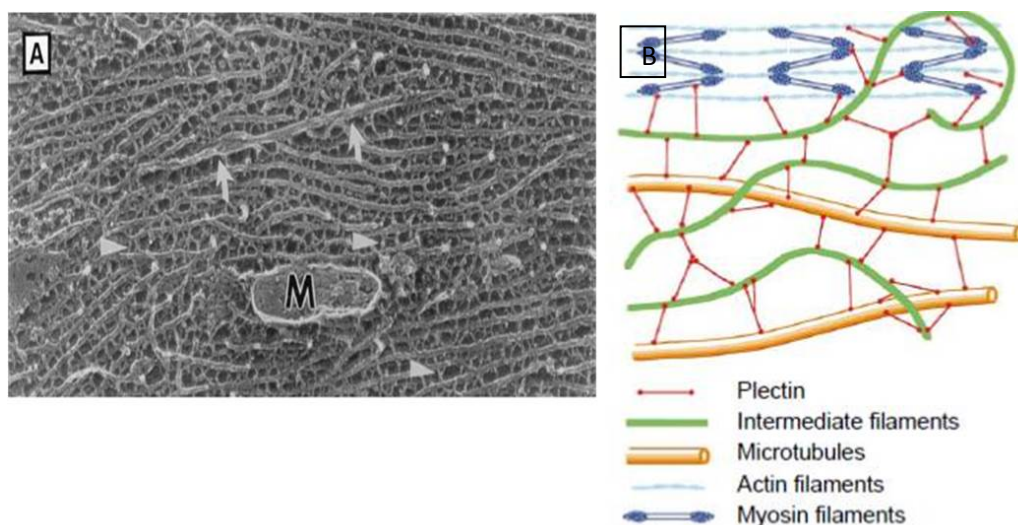 A
M
B
Plectin
Intermediate filaments
Microtubules
Actin filaments
Myosin filaments